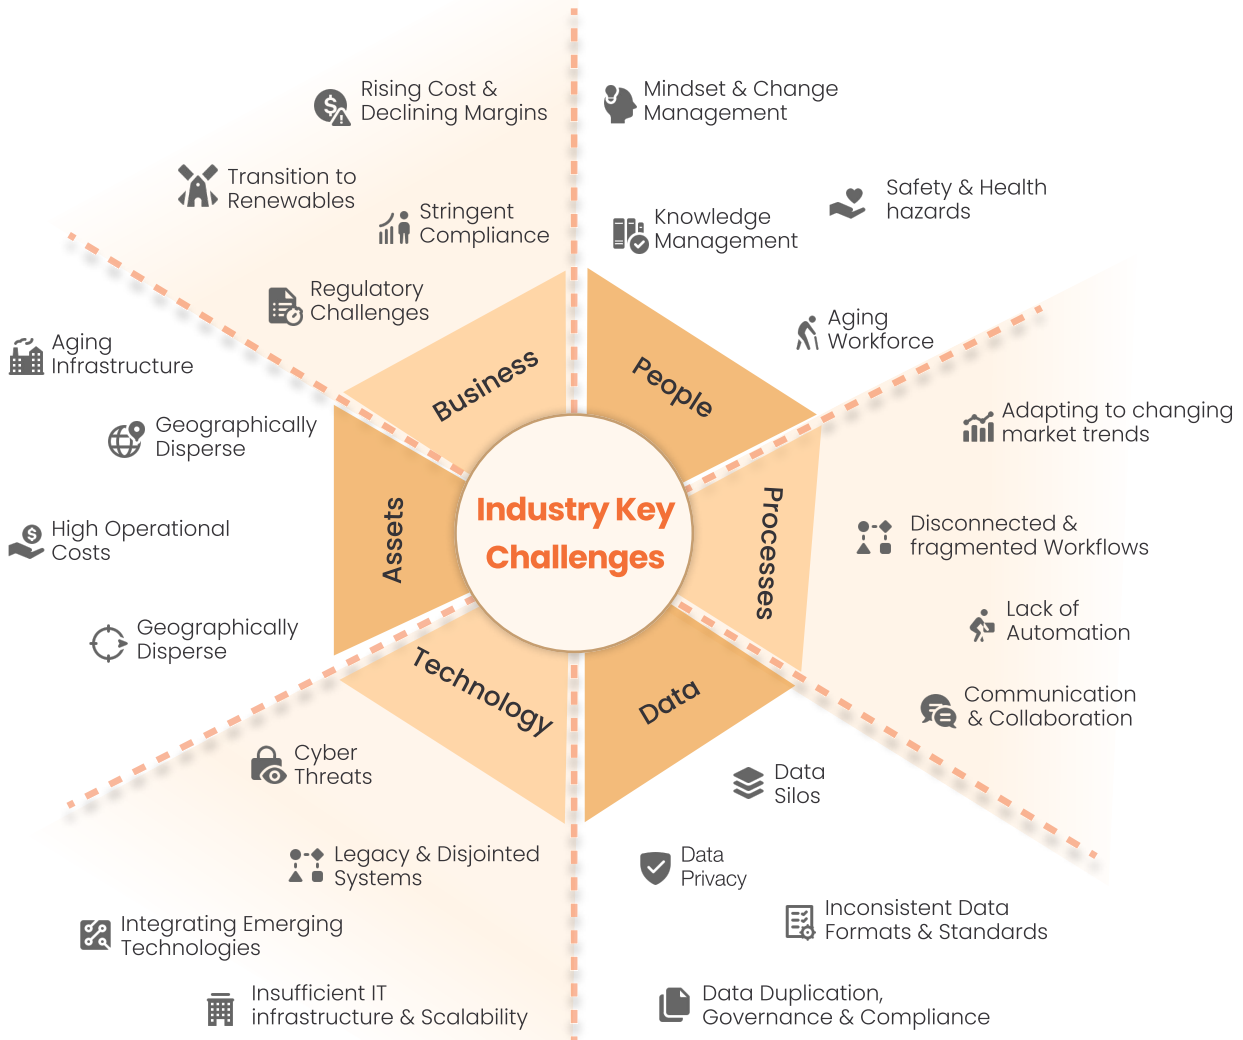 Industry Key
Challenges
Business
Rising Cost &
Declining Margins
Transition to
Renewables
Stringent
Compliance
Regulatory
Challenges
People
Mindset & Change
Management
Safety & Health
hazards
Knowledge
Management
Aging
Workforce
Processes
Adapting to changing
market trends
Disconnected &
fragmented Workflows
Lack of
Automation
Communication
& Collaboration
Data
Data
Silos
Data
Privacy
Inconsistent Data
Formats & Standards
Data Duplication,
Governance & Compliance
Technology
Cyber
Threats
Legacy & Disjointed
Systems
Integrating Emerging
Technologies
Insufficient IT
infrastructure & Scalability
Assets
Aging
Infrastructure
Geographically
Disperse
High Operational
Costs
Geographically
Disperse